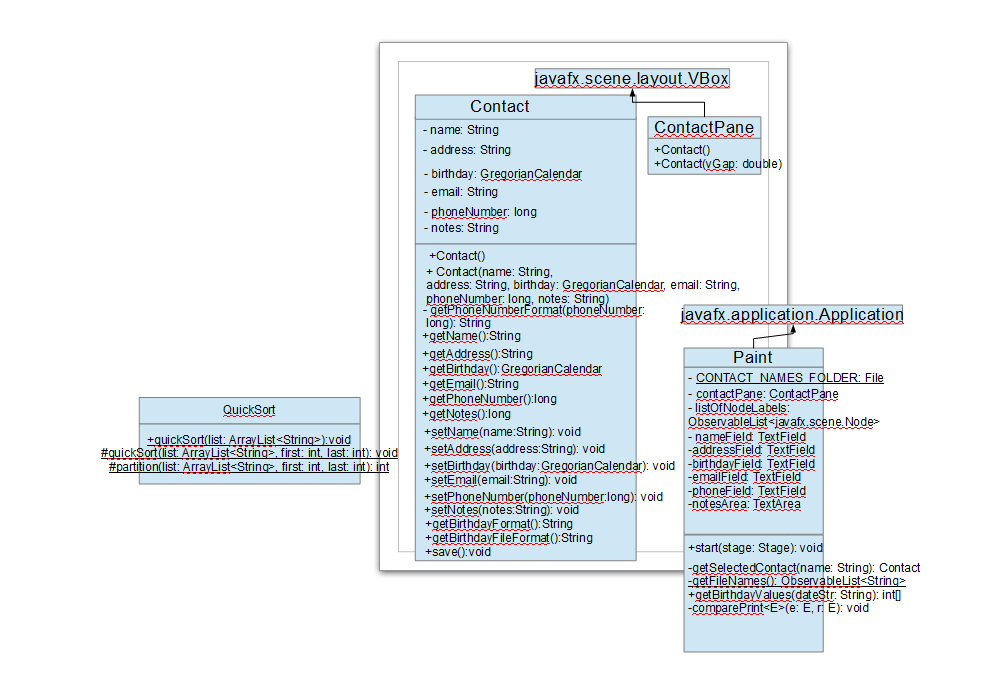 javafx.scene.layout.VBox
Contact
- name: String
- address: String
- birthday: GregorianCalendar
- email: String
- phoneNumber: long
- notes: String
+Contact()
+ Contact(name: String,
address: String, birthday: GregorianCalendar, email: String,
phoneNumber: long, notes: String)
- getPhoneNumberFormat(phoneNumber:
long): String
+getName():String
+getAddress():String
+getBirthday():GregorianCalendar
+getEmail():String
+getPhoneNumber():long
+getNotes():long
+setName(name:String): void
+setAddress(address:String): void
+setBirthday(birthday:GregorianCalendar): void
+setEmail(email:String): void
+setPhoneNumber(phoneNumber:long): void
+setNotes(notes:String): void
+getBirthdayFormat():String
+getBirthdayFileFormat():String
+save():void
ContactPane
+Contact()
+Contact(vGap: double)
javafx.application.Application
Paint
- CONTACT_NAMES_FOLDER: File
- contactPane: ContactPane
- listOfNodeLabels:
ObservableList<javafx.scene.Node>
- nameField: TextField
-addressField: TextField
-birthdayField: TextField
-emailField: TextField
-phoneField: TextField
-notesArea: TextArea
+start(stage: Stage): void
-getSelectedContact(name: String): Contact
-getFileNames(): ObservableList<String>
+getBirthdayValues(dateStr: String): int[]
-comparePrint<E>(e: E, r: E): void
QuickSort
+quickSort(list: ArrayList<String>):void
#quickSort(list: ArrayList<String>, first: int, last: int): void
#partition(list: ArrayList<String>, first: int, last: int): int